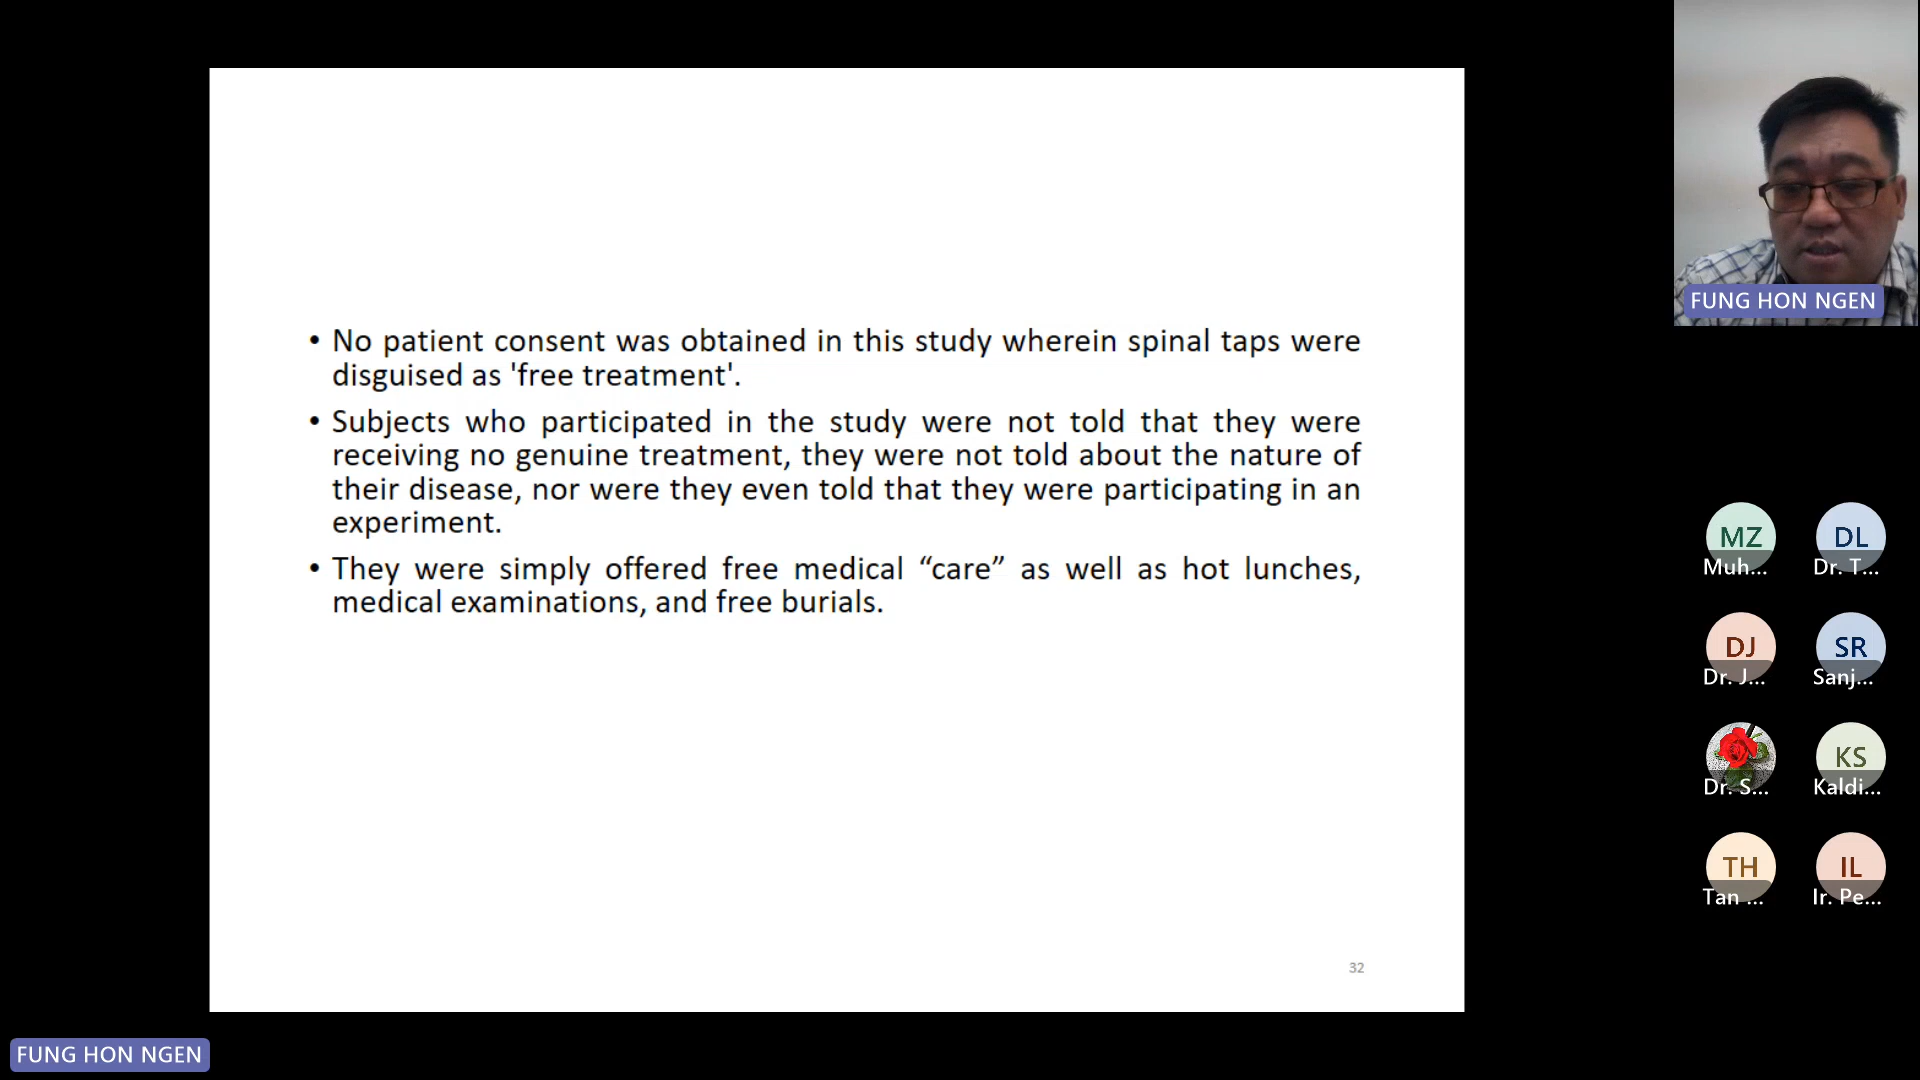 • No patient consent was obtained in this study wherein spinal taps were
disguised as 'free treatment'.
• Subjects who participated in the study were not told that they were
receiving no genuine treatment, they were not told about the nature of
their disease, nor were they even told that they were participating in an
experiment.
• They were simply offered free medical “care” as well as hot lunches,
medical examinations, and free burials.
32
FUNG HON NGEN
MZ
Muh...
DL
Dr. T...
DJ
Dr. J...
SR
Sanj...
Dr. S...
KS
Kaldi...
TH
Tan ...
IL
Ir. Pe...
FUNG HON NGEN